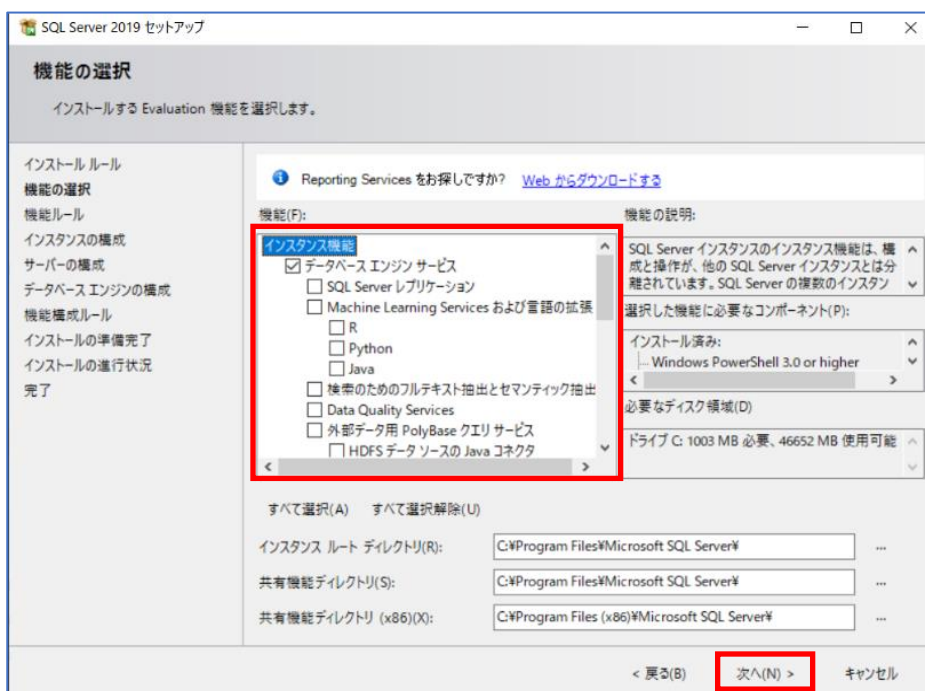 SQL Server 2019 セットアップ
機能の選択
インストールする Evaluation 機能を選択します。
インストール ルール
機能の選択
機能ルール
インスタンスの構成
サーバーの構成
データベース エンジンの構成
機能構成ルール
インストールの準備完了
インストールの進行状況
完了
Reporting Services をお探しですか? Web からダウンロードする
機能(F):
インスタンス機能
データベース エンジン サービス
SQL Server レプリケーション
Machine Learning Services および言語の拡張
R
Python
Java
検索のためのフルテキスト抽出とセマンティック抽出
Data Quality Services
外部データ用 PolyBase クエリ サービス
HDFS データ ソースの Java コネクタ
機能の説明:
SQL Server インスタンスのインスタンス機能は、構
成と操作が、他の SQL Server インスタンスとは分
離されています。SQL Server の複数のインスタン
選択した機能に必要なコンポーネント(P):
インストール済み:
Windows PowerShell 3.0 or higher
必要なディスク領域(D)
ドライブ C: 1003 MB 必要、46652 MB 使用可能
すべて選択(A) すべて選択解除(U)
インスタンス ルート ディレクトリ(R): C:¥Program Files¥Microsoft SQL Server¥ ...
共有機能ディレクトリ(S): C:¥Program Files¥Microsoft SQL Server¥ ...
共有機能ディレクトリ (x86)(X): C:¥Program Files (x86)¥Microsoft SQL Server¥ ...
< 戻る(B) 次へ(N) > キャンセル